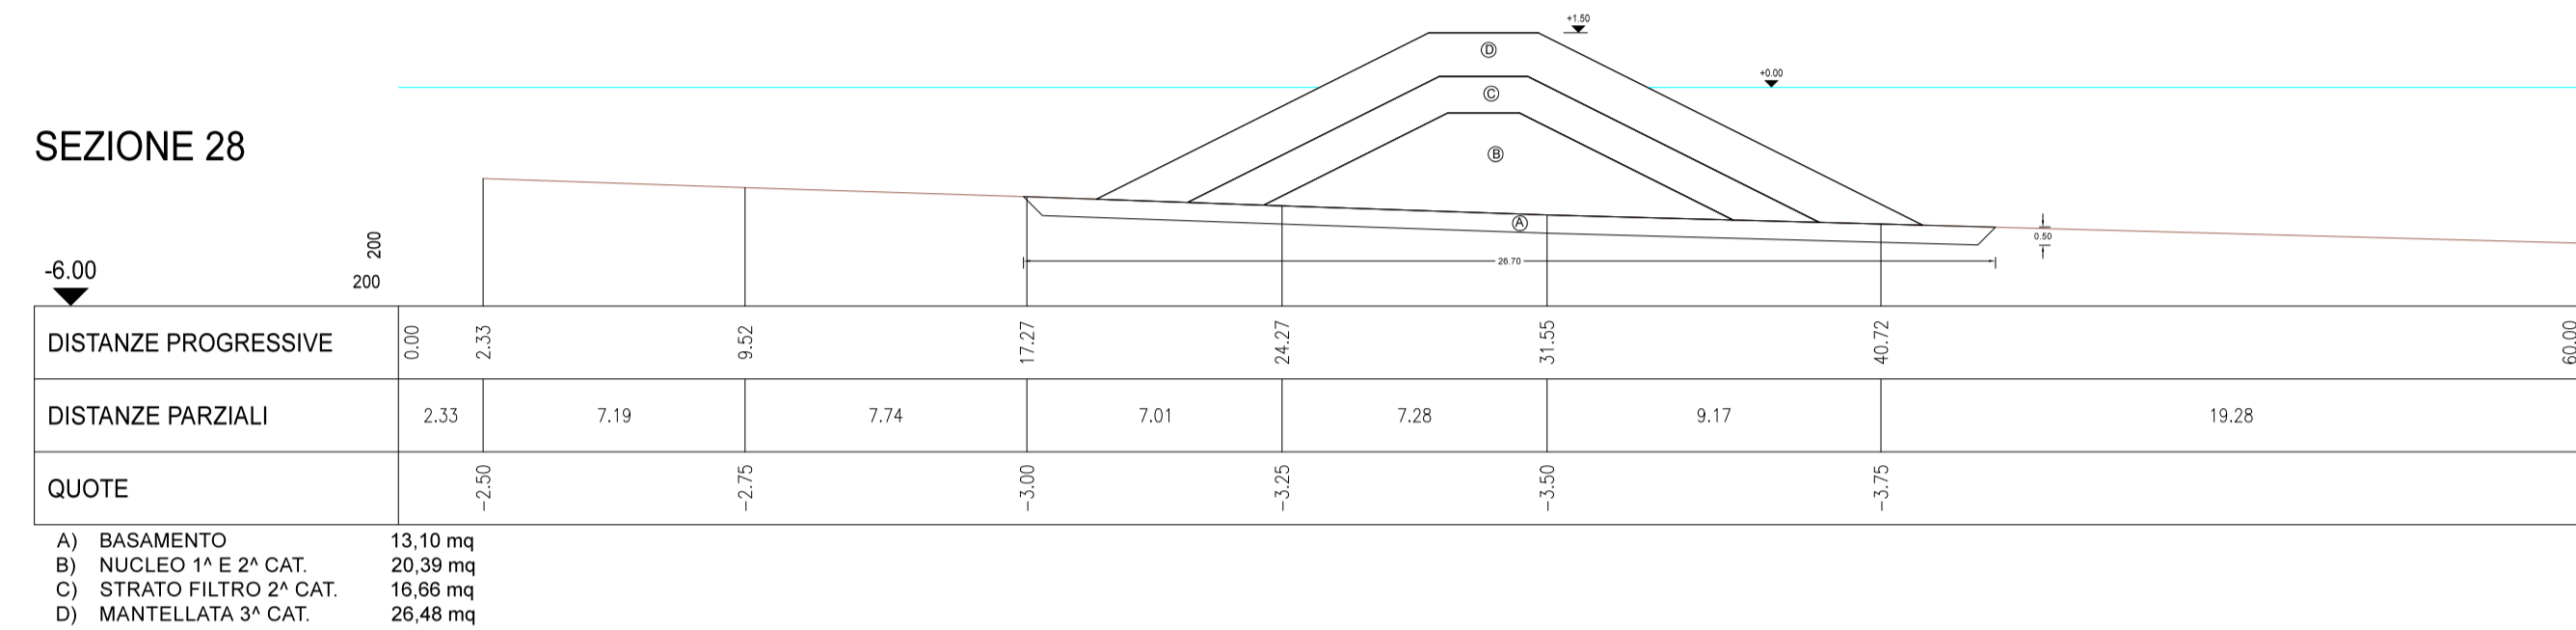 +1.50
D
+0.00
C
SEZIONE 28
B
A
200
-6.00
200
26.70
0.50
DISTANZE PROGRESSIVE 0.00 2.33 9.52 17.27 24.27 31.55 40.72 60.00
DISTANZE PARZIALI 2.33 7.19 7.74 7.01 7.28 9.17 19.28
QUOTE -2.50 -2.75 -3.00 -3.25 -3.50 -3.75
A) BASAMENTO 13,10 mq
B) NUCLEO 1^ E 2^ CAT. 20,39 mq
C) STRATO FILTRO 2^ CAT. 16,66 mq
D) MANTELLATA 3^ CAT. 26,48 mq